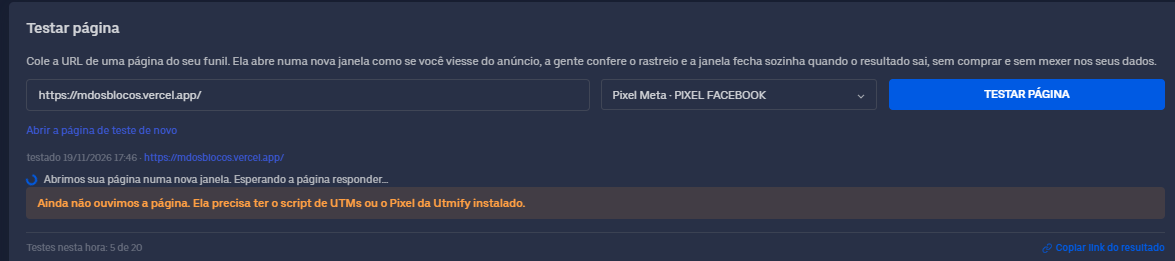 Testar página
Cole a URL de uma página do seu funil. Ela abre numa nova janela como se você viesse do anúncio, a gente confere o rastreio e a janela fecha sozinha quando o resultado sai, sem comprar e sem mexer nos seus dados.
https://mdosblocos.vercel.app/
Pixel Meta · PIXEL FACEBOOK
TESTAR PÁGINA
Abrir a página de teste de novo
testado 19/11/2026 17:46 · https://mdosblocos.vercel.app/
Abrimos sua página numa nova janela. Esperando a página responder...
Ainda não ouvimos a página. Ela precisa ter o script de UTMs ou o Pixel da Utmify instalado.
Testes nesta hora: 5 de 20
Copiar link do resultado